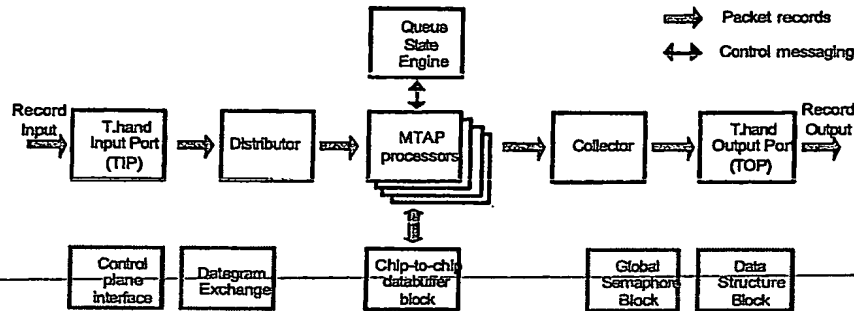 Queue
State
Engine
Packet records
Control messaging
Record
Input
T.hand
Input Port
(TIP)
Distributor
MTAP
processors
Collector
T.hand
Output Port
(TOP)
Record
Output
Control
plane
interface
Datagram
Exchange
Chip-to-chip
databuffer
block
Global
Semaphore
Block
Data
Structure
Block